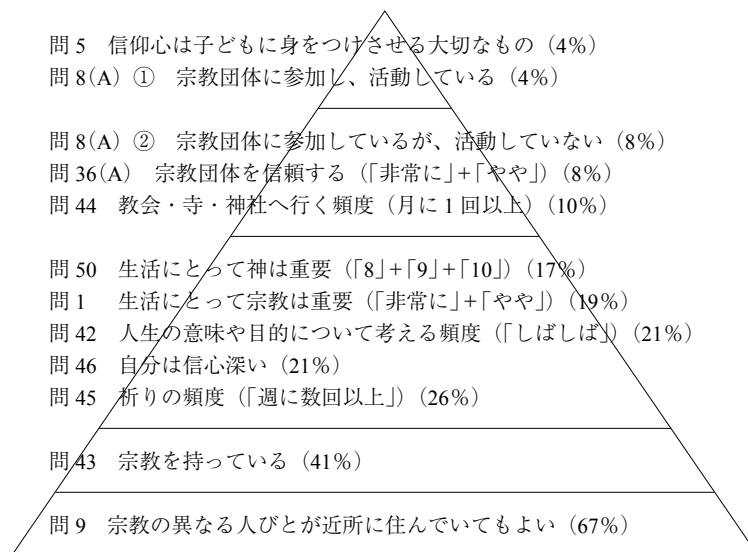 問 5　信仰心は子どもに身をつけさせる大切なもの（4%）
問 8（A）①　宗教団体に参加し、活動している（4%）
問 8（A）②　宗教団体に参加しているが、活動していない（8%）
問 36（A）　宗教団体を信頼する（「非常に」+「やや」）（8%）
問 44　教会・寺・神社へ行く頻度（月に 1 回以上）（10%）
問 50　生活にとって神は重要（「8」+「9」+「10」）（17%）
問 1　生活にとって宗教は重要（「非常に」+「やや」）（19%）
問 42　人生の意味や目的について考える頻度（「しばしば」）（21%）
問 46　自分は信心深い（21%）
問 45　祈りの頻度（「週に数回以上」）（26%）
問 43　宗教を持っている（41%）
問 9　宗教の異なる人びとが近所に住んでいてもよい（67%）